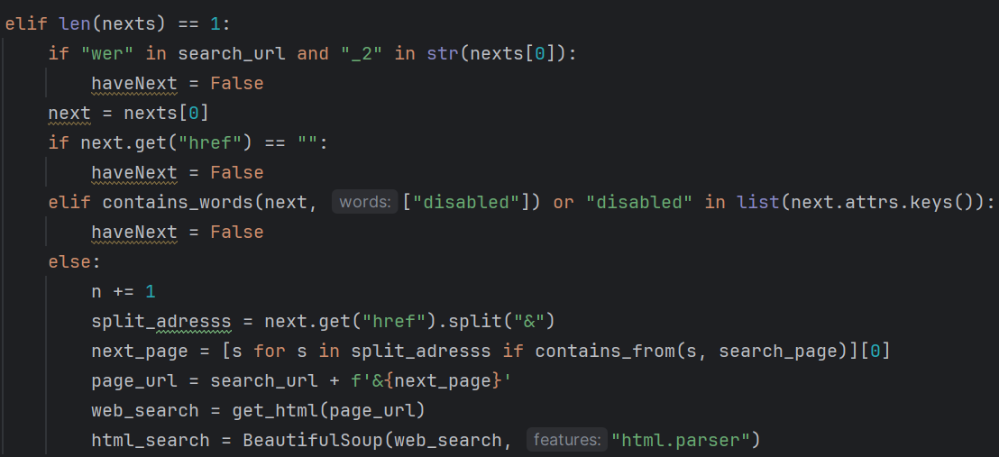 elif len(nexts) == 1:
    if "wer" in search_url and "_2" in str(nexts[0]):
        haveNext = False
    next = nexts[0]
    if next.get("href") == "":
        haveNext = False
    elif contains_words(next, words: ["disabled"]) or "disabled" in list(next.attrs.keys()):
        haveNext = False
    else:
        n += 1
        split_adresss = next.get("href").split("&")
        next_page = [s for s in split_adresss if contains_from(s, search_page)][0]
        page_url = search_url + f'&{next_page}'
        web_search = get_html(page_url)
        html_search = BeautifulSoup(web_search, features: "html.parser")